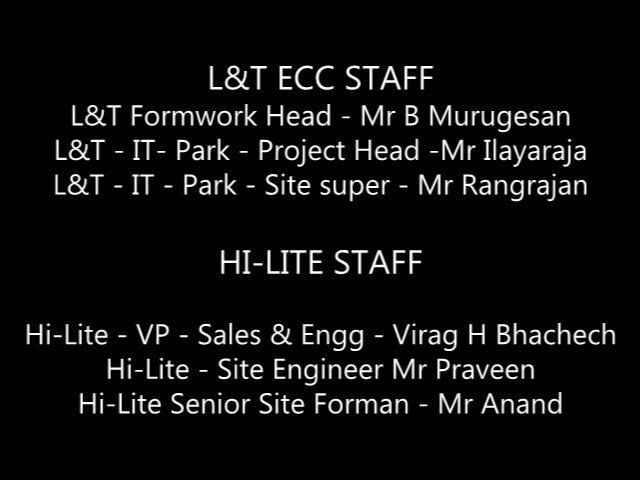 L&T ECC STAFF
L&T Formwork Head - Mr B Murugesan
L&T - IT- Park - Project Head -Mr Ilayaraja
L&T - IT - Park - Site super - Mr Rangrajan
HI-LITE STAFF
Hi-Lite - VP - Sales & Engg - Virag H Bhachech
Hi-Lite - Site Engineer Mr Praveen
Hi-Lite Senior Site Forman - Mr Anand